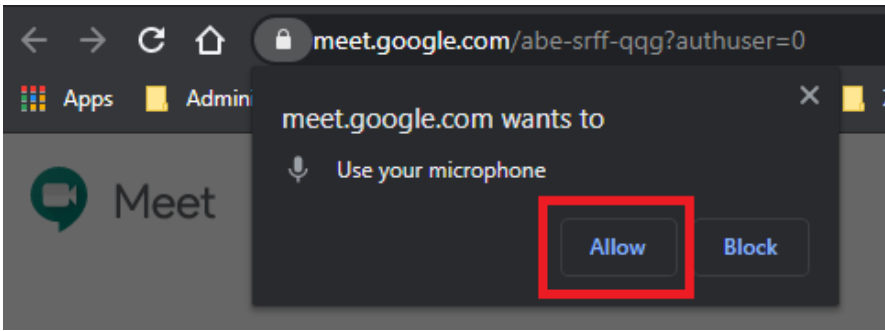 meet.google.com/abe-srff-qqg?authuser=0
Apps Admini
meet.google.com wants to
Use your microphone
Meet
Allow Block